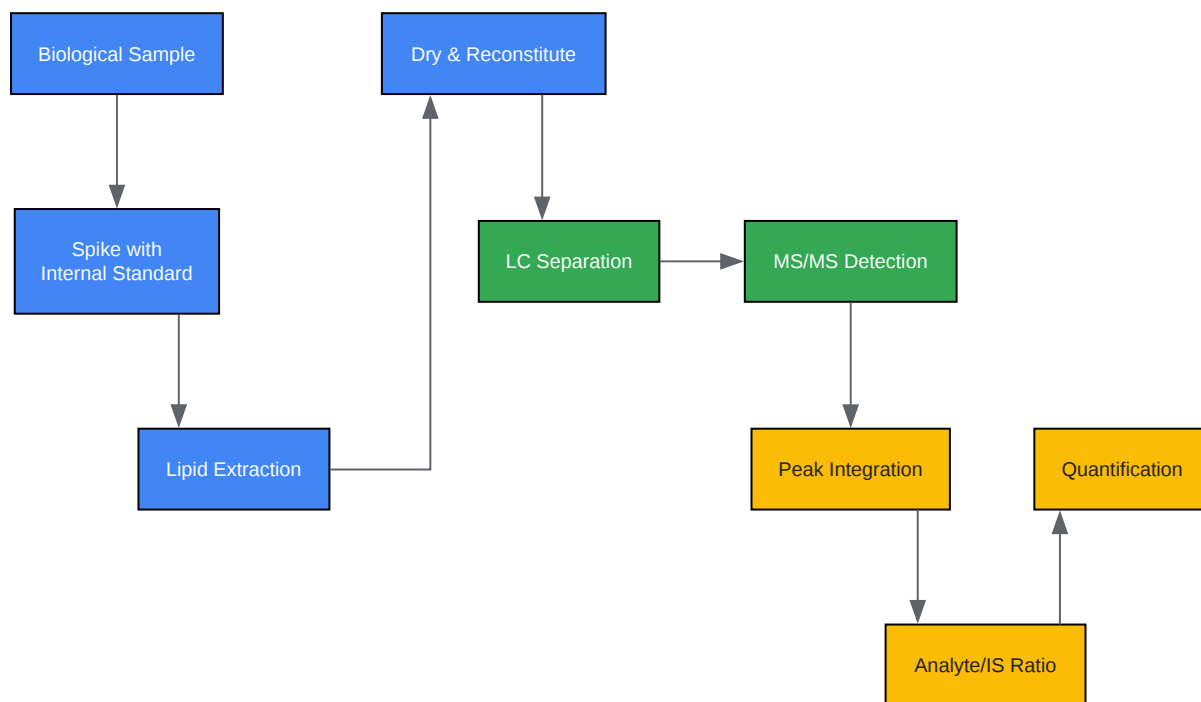 Biological Sample
Spike with
Internal Standard
Lipid Extraction
Dry & Reconstitute
LC Separation
MS/MS Detection
Peak Integration
Analyte/IS Ratio
Quantification